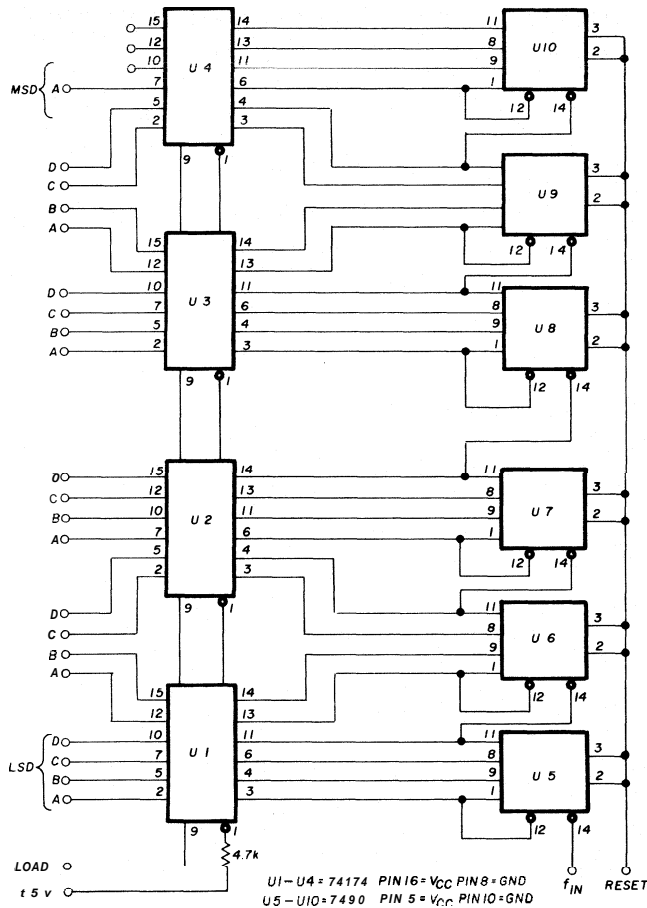 15 14 11
12 U 4 13 8 U10 3
10 11 9 2
MSD A 7 6 1
5 4 12 14
2 3
D 9 1
C
B U 9 3
A 15 14 2
12 13 12 14
D 10 U 3 11 11
C 7 6 8 U 8 3
B 5 4 9 2
A 2 3 1
9 1 12 14
D 15 14 11
C 12 13 8 3
B 10 U 2 11 9 U 7 2
A 7 6 1
5 4 12 14
2 3
D 9 1 11
C 8 U 6 3
B 9 2
A 15 14 1
12 13 12 14
LSD D 10 11 11
C 7 U 1 6 8 3
B 5 4 9 U 5 2
A 2 3 1
9 1 12 14
4.7k
LOAD
t 5 v fIN RESET
U1-U4 = 74174 PIN 16 = VCC PIN 8 = GND
U5-U10 = 7490 PIN 5 = VCC PIN 10 = GND